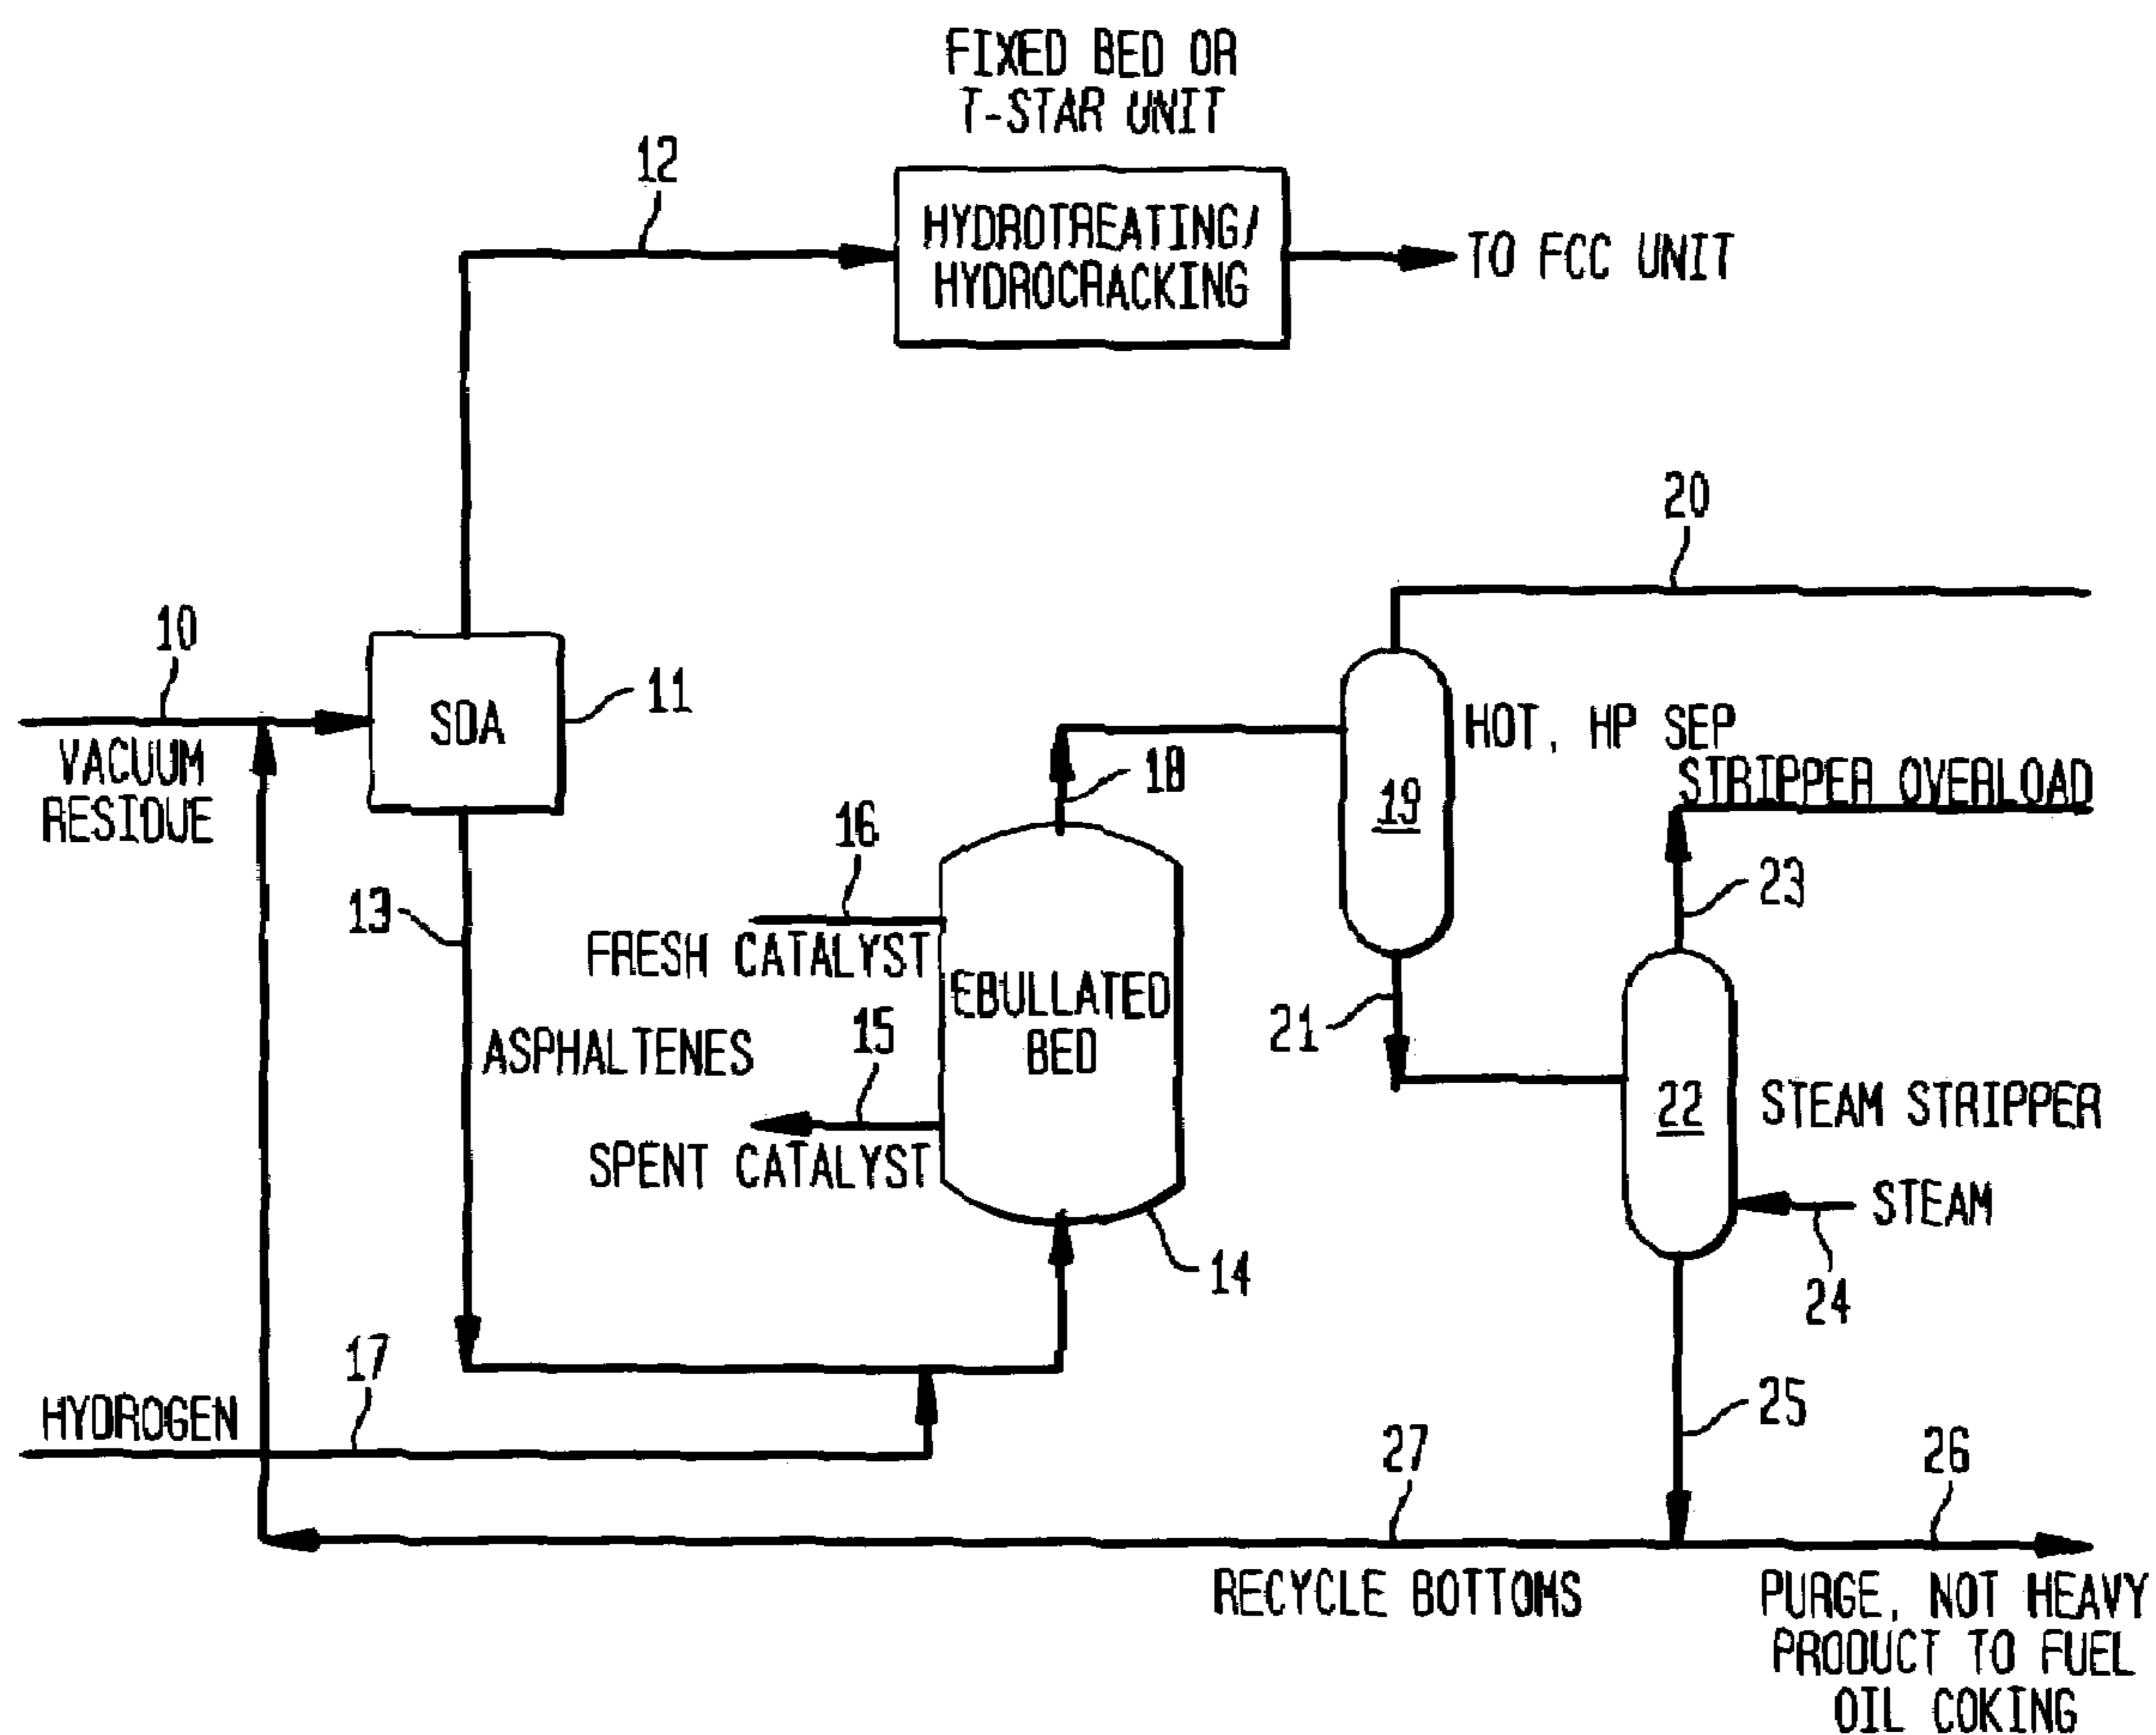 FIXED BED OR
T-STAR UNIT
12
HYDROTREATING/
HYDROCRACKING
TO FCC UNIT
20
10
SDA
11
VACUUM
RESIDUE
HOT, HP SEP
STRIPPER OVERLOAD
18
19
16
FRESH CATALYST
13
23
EBULLATED
BED
21
ASPHALTENES
15
22
STEAM STRIPPER
SPENT CATALYST
STEAM
14
24
17
HYDROGEN
25
27
26
RECYCLE BOTTOMS
PURGE, NOT HEAVY
PRODUCT TO FUEL
OIL COKING